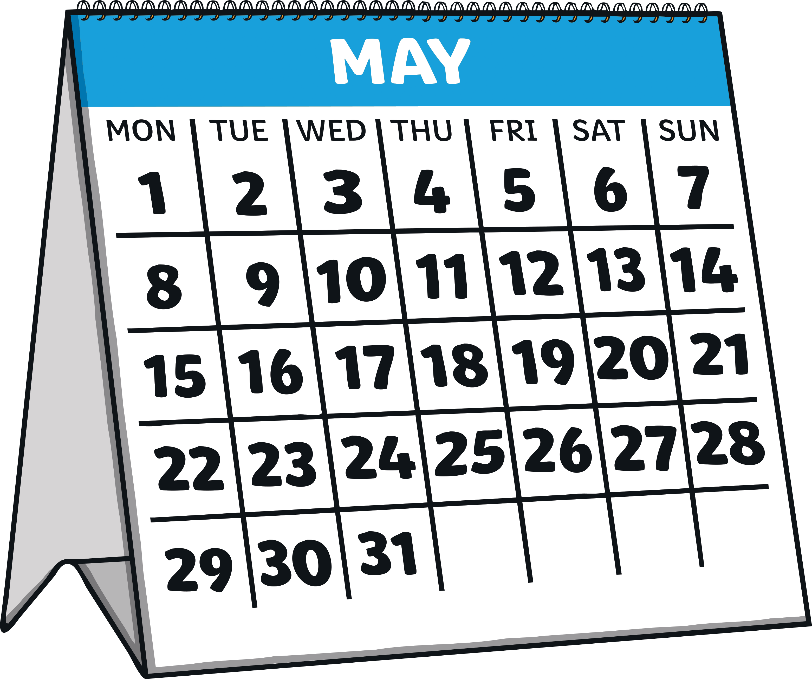 MAY
MON TUE WED THU FRI SAT SUN
1 2 3 4 5 6 7
8 9 10 11 12 13 14
15 16 17 18 19 20 21
22 23 24 25 26 27 28
29 30 31